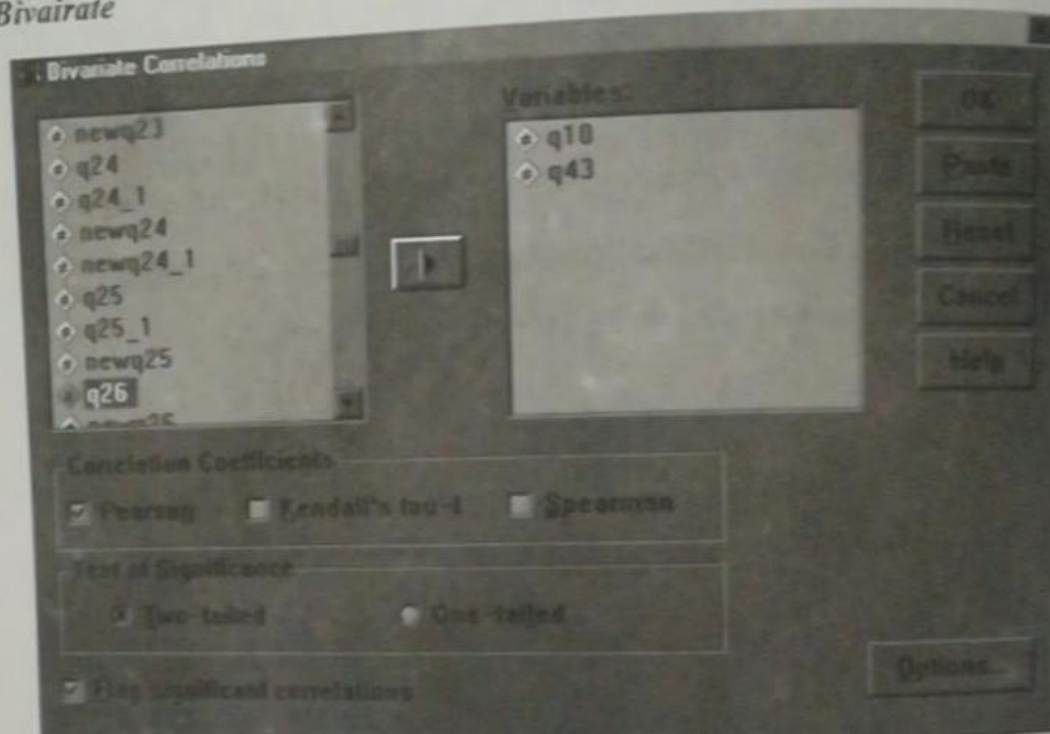 Bivairate
Bivariate Correlations
newq23
q24
q24_1
newq24
newq24_1
q25
q25_1
newq25
q26
Variables:
q18
q43
OK
Paste
Reset
Cancel
Help
Correlation Coefficients
Pearson Kendall's tau-b Spearman
Test of Significance
Two-tailed One-tailed
Flag significant correlations
Options...